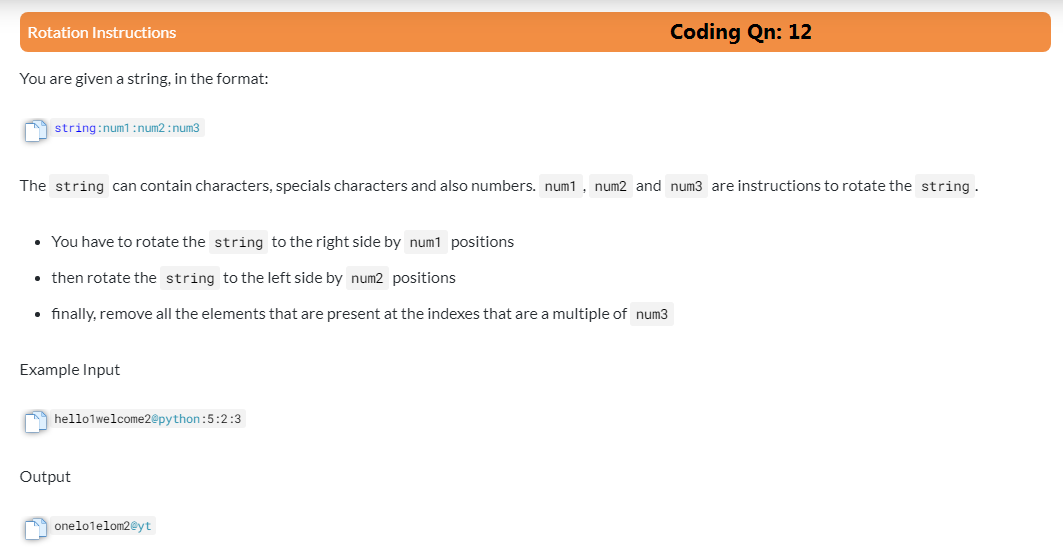 Rotation Instructions Coding Qn: 12
You are given a string, in the format:
string:num1:num2:num3
The string can contain characters, specials characters and also numbers. num1 , num2 and num3 are instructions to rotate the string .
• You have to rotate the string to the right side by num1 positions
• then rotate the string to the left side by num2 positions
• finally, remove all the elements that are present at the indexes that are a multiple of num3
Example Input
hello1welcome2@python:5:2:3
Output
onelo1elom2@yt